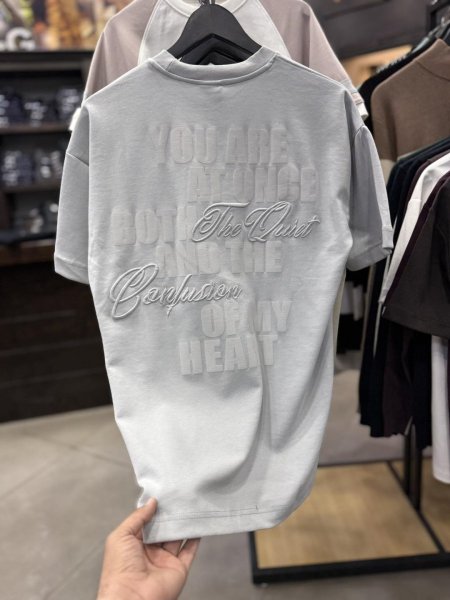 YOU ARE
AT ONCE
BOTH The Quiet
AND THE
Confusion
OF MY
HEART